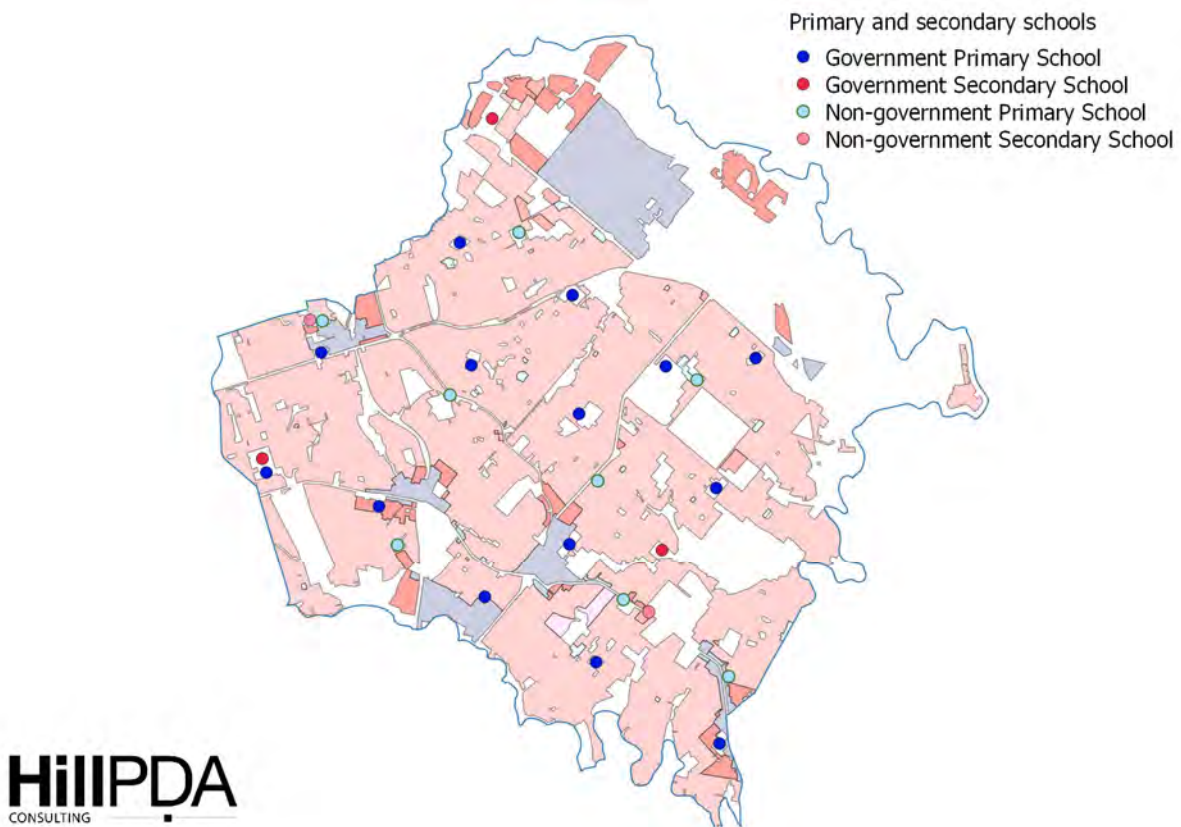 Primary and secondary schools
Government Primary School
Government Secondary School
Non-government Primary School
Non-government Secondary School
HillPDA
CONSULTING